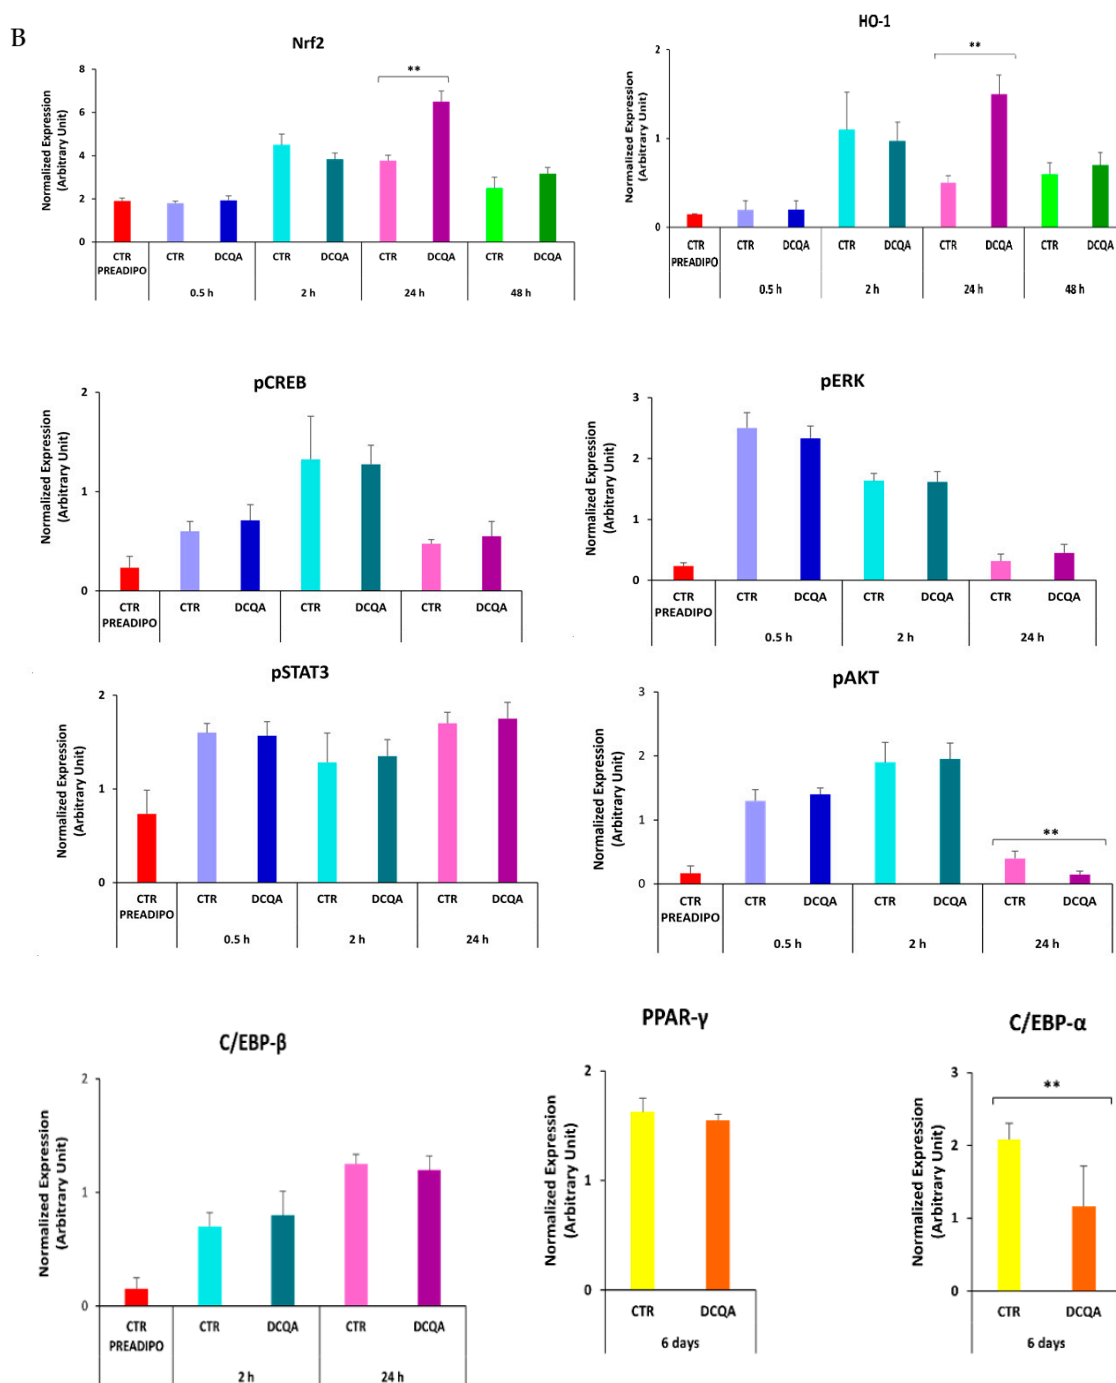 B
Nrf2
Normalized Expression
(Arbitrary Unit)
8
6
4
2
0
**
CTR PREADIPO
CTR DCQA CTR DCQA CTR DCQA CTR DCQA
0.5 h 2 h 24 h 48 h
HO-1
Normalized Expression
(Arbitrary Unit)
2
1
0
**
CTR PREADIPO
CTR DCQA CTR DCQA CTR DCQA CTR DCQA
0.5 h 2 h 24 h 48 h
pCREB
Normalized Expression
(Arbitrary Unit)
2
1
0
CTR PREADIPO
CTR DCQA CTR DCQA CTR DCQA
pERK
Normalized Expression
(Arbitrary Unit)
3
2
1
0
CTR PREADIPO
CTR DCQA CTR DCQA CTR DCQA
0.5 h 2 h 24 h
pSTAT3
Normalized Expression
(Arbitrary Unit)
2
1
0
CTR PREADIPO
CTR DCQA CTR DCQA CTR DCQA
0.5 h 2 h 24 h
pAKT
Normalized Expression
(Arbitrary Unit)
3
2
1
0
**
CTR PREADIPO
CTR DCQA CTR DCQA CTR DCQA
0.5 h 2 h 24 h
C/EBP-β
Normalized Expression
(Arbitrary Unit)
2
1
0
CTR PREADIPO
CTR DCQA CTR DCQA
2 h 24 h
PPAR-γ
Normalized Expression
(Arbitrary Unit)
2
1
0
CTR DCQA
6 days
C/EBP-α
Normalized Expression
(Arbitrary Unit)
3
2
1
0
**
CTR DCQA
6 days